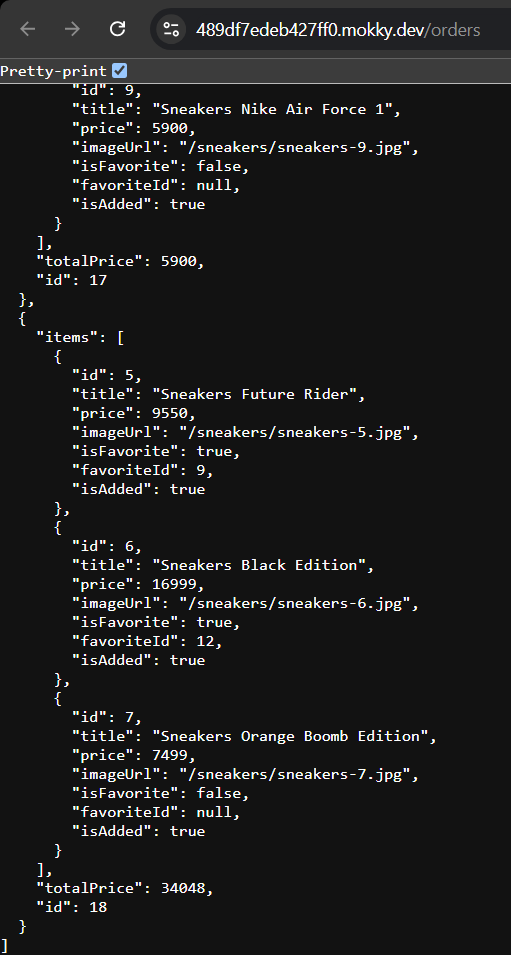 489df7edeb427ff0.mokky.dev/orders
Pretty-print
"id": 9,
"title": "Sneakers Nike Air Force 1",
"price": 5900,
"imageUrl": "/sneakers/sneakers-9.jpg",
"isFavorite": false,
"favoriteId": null,
"isAdded": true
}
],
"totalPrice": 5900,
"id": 17
},
{
"items": [
{
"id": 5,
"title": "Sneakers Future Rider",
"price": 9550,
"imageUrl": "/sneakers/sneakers-5.jpg",
"isFavorite": true,
"favoriteId": 9,
"isAdded": true
},
{
"id": 6,
"title": "Sneakers Black Edition",
"price": 16999,
"imageUrl": "/sneakers/sneakers-6.jpg",
"isFavorite": true,
"favoriteId": 12,
"isAdded": true
},
{
"id": 7,
"title": "Sneakers Orange Boomb Edition",
"price": 7499,
"imageUrl": "/sneakers/sneakers-7.jpg",
"isFavorite": false,
"favoriteId": null,
"isAdded": true
}
],
"totalPrice": 34048,
"id": 18
}
]